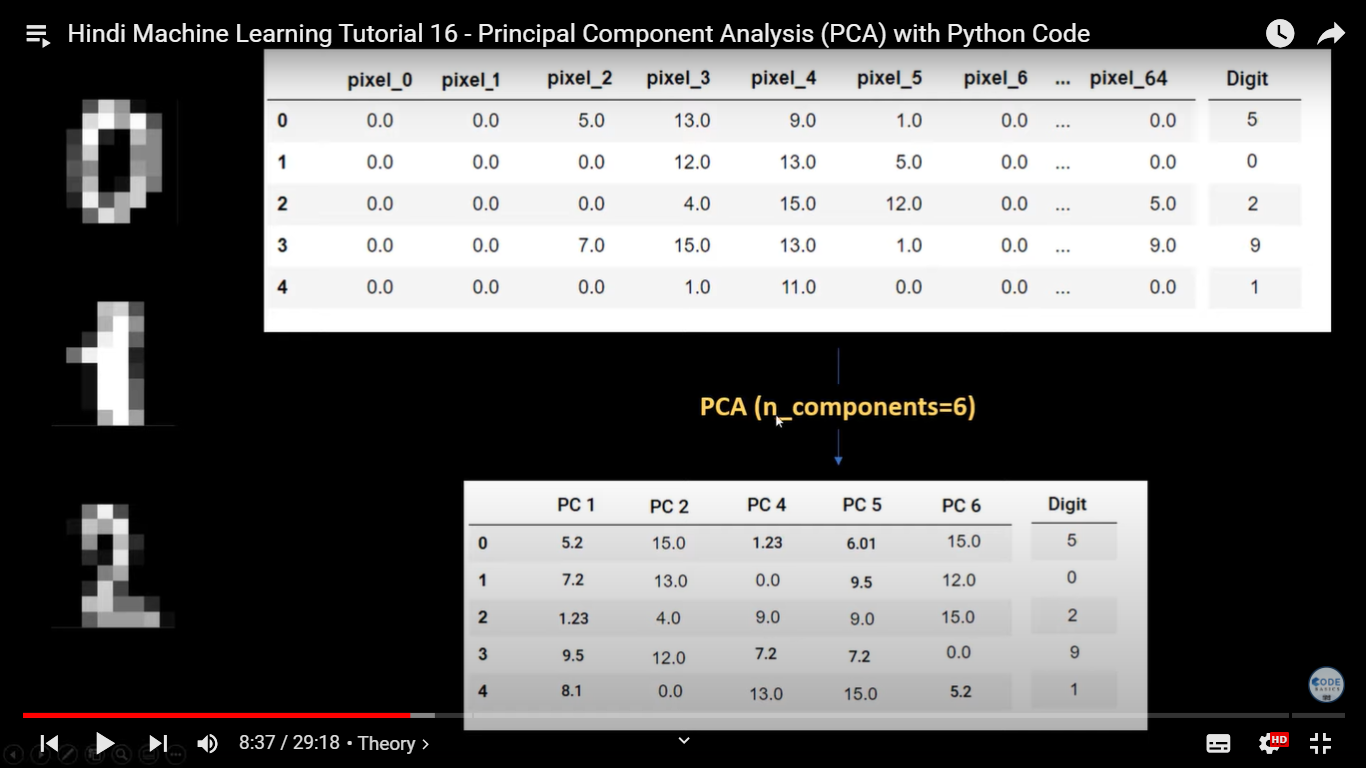 Hindi Machine Learning Tutorial 16 - Principal Component Analysis (PCA) with Python Code
pixel_0 pixel_1 pixel_2 pixel_3 pixel_4 pixel_5 pixel_6 ... pixel_64 Digit
0 0.0 0.0 5.0 13.0 9.0 1.0 0.0 ... 0.0 5
1 0.0 0.0 0.0 12.0 13.0 5.0 0.0 ... 0.0 0
2 0.0 0.0 0.0 4.0 15.0 12.0 0.0 ... 5.0 2
3 0.0 0.0 7.0 15.0 13.0 1.0 0.0 ... 9.0 9
4 0.0 0.0 0.0 1.0 11.0 0.0 0.0 ... 0.0 1
0
1
2
PCA (n_components=6)
PC 1 PC 2 PC 4 PC 5 PC 6 Digit
0 5.2 15.0 1.23 6.01 15.0 5
1 7.2 13.0 0.0 9.5 12.0 0
2 1.23 4.0 9.0 9.0 15.0 2
3 9.5 12.0 7.2 7.2 0.0 9
4 8.1 0.0 13.0 15.0 5.2 1
CODE
BASICS
8:37 / 29:18 • Theory >
HD